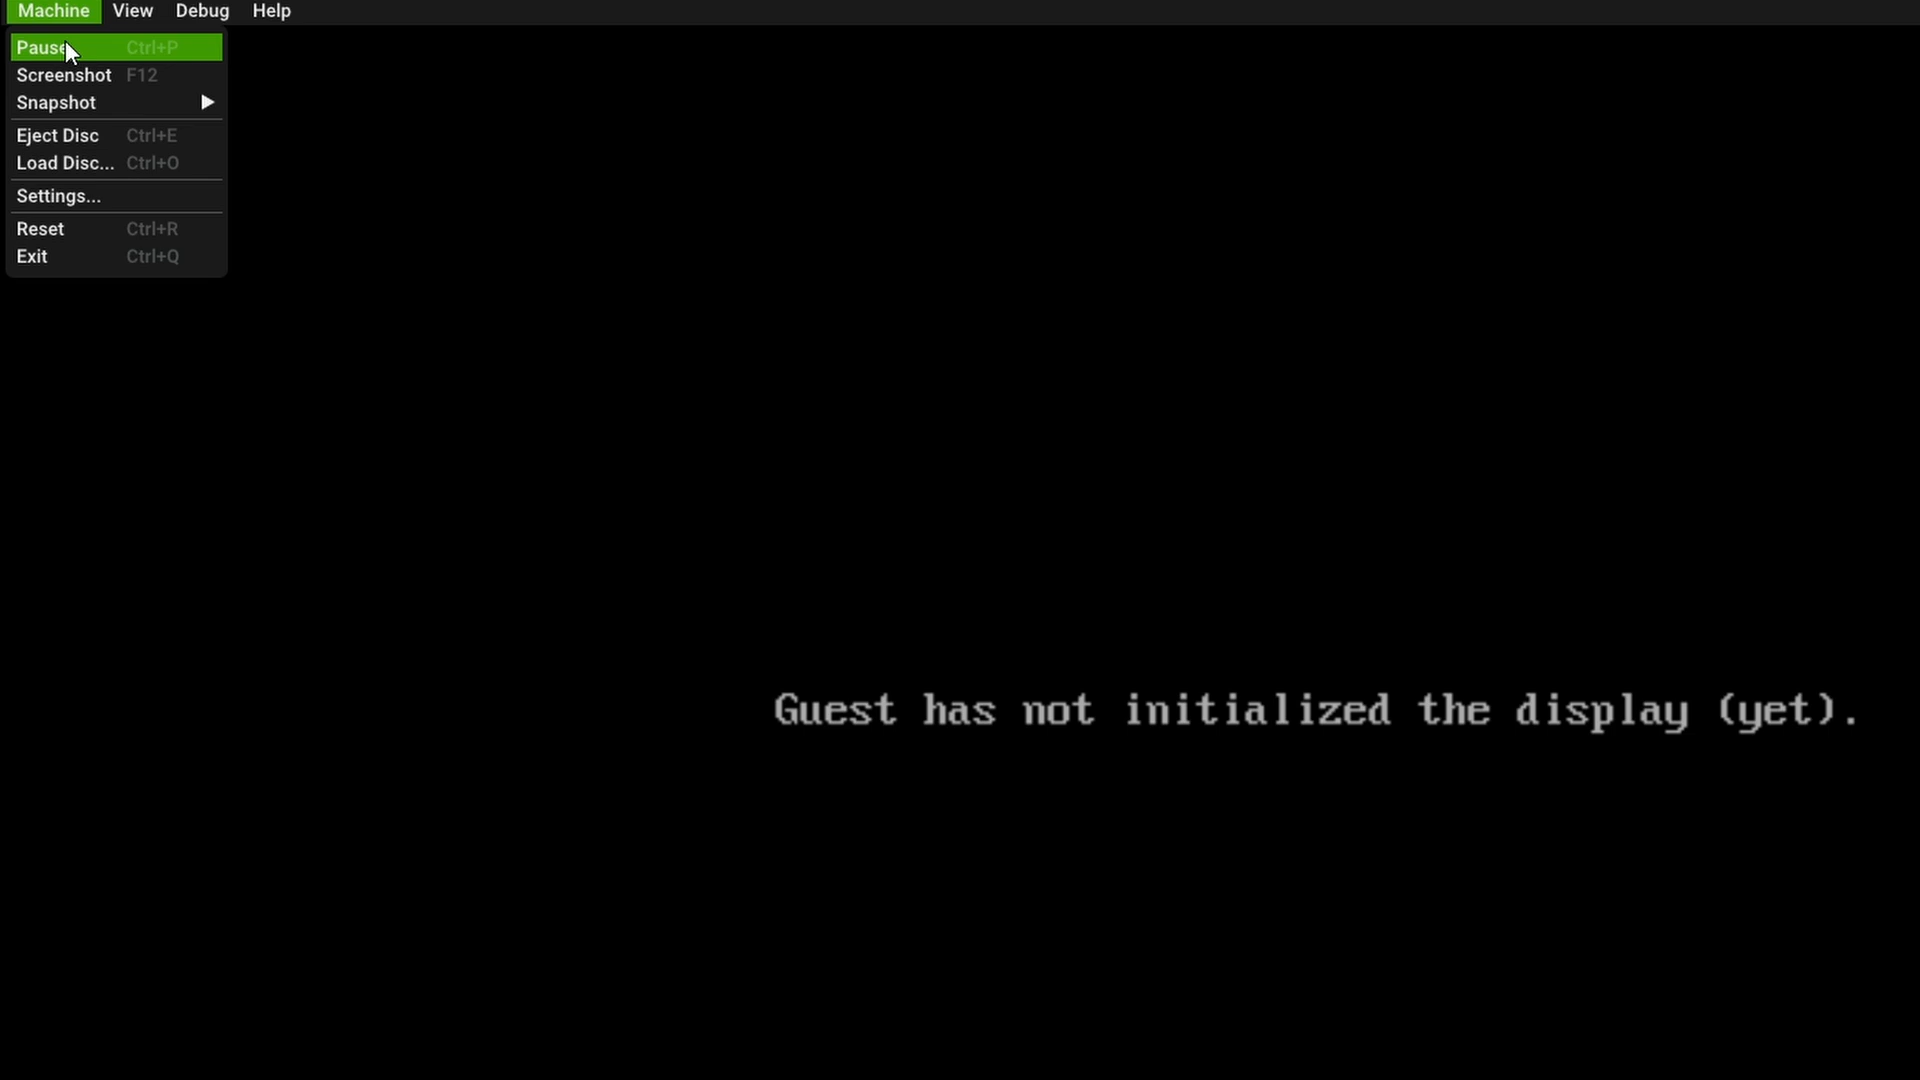 Machine View Debug Help
Pause Ctrl+P
Screenshot F12
Snapshot
Eject Disc Ctrl+E
Load Disc... Ctrl+O
Settings...
Reset Ctrl+R
Exit Ctrl+Q
Guest has not initialized the display (yet).